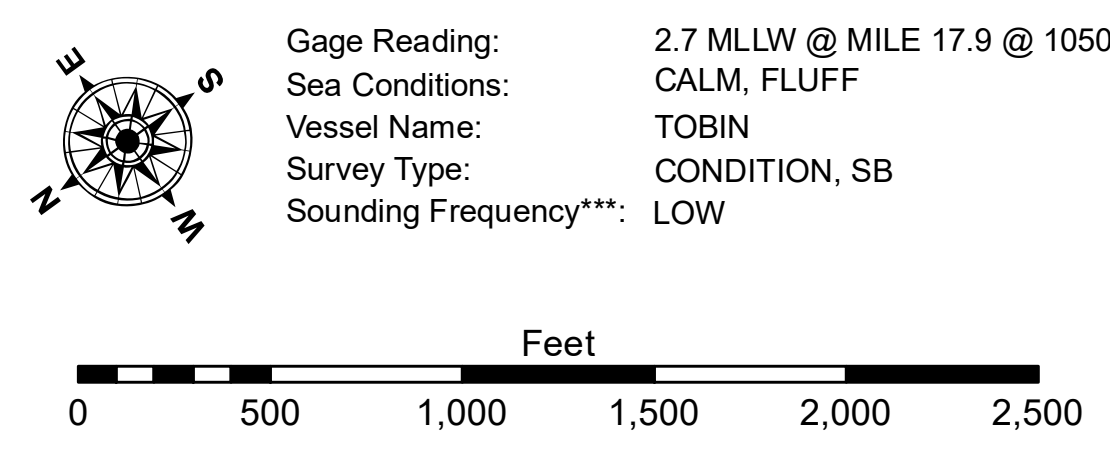 E
S
N
W
Gage Reading: 2.7 MLLW @ MILE 17.9 @ 1050
Sea Conditions: CALM, FLUFF
Vessel Name: TOBIN
Survey Type: CONDITION, SB
Sounding Frequency***: LOW
Feet
0 500 1,000 1,500 2,000 2,500